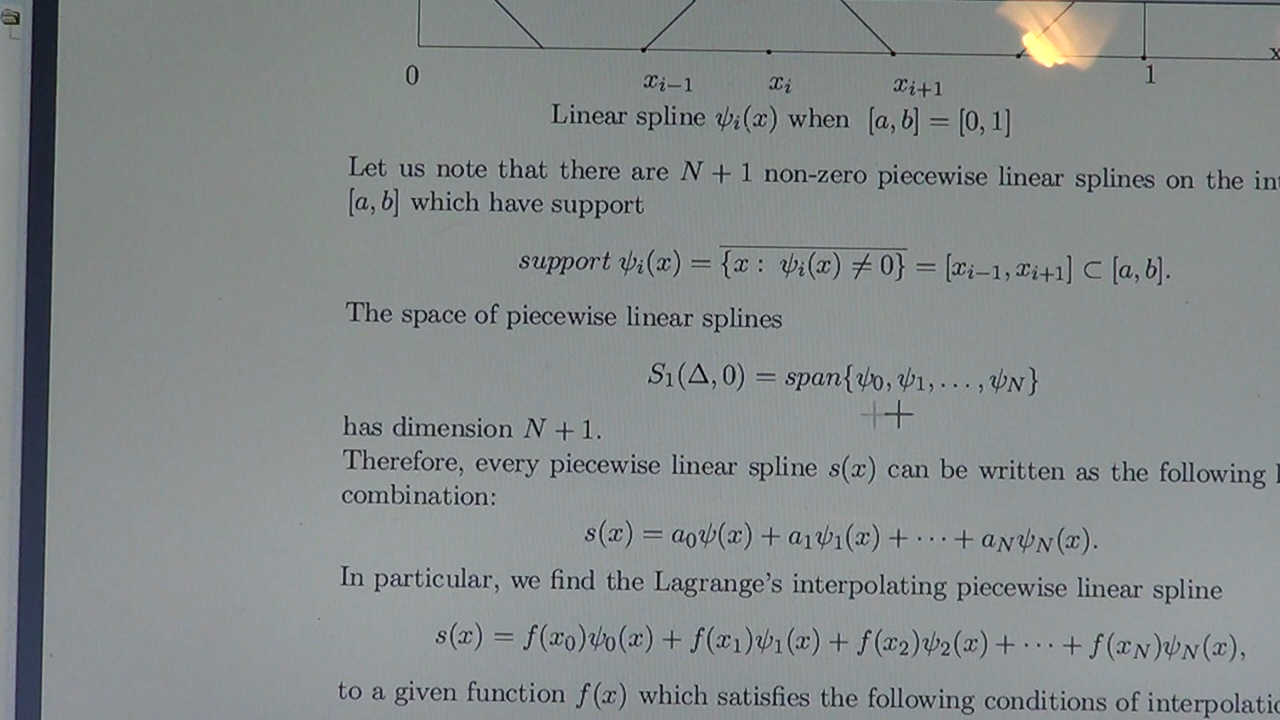 0 x_{i-1} x_i x_{i+1} 1 x
Linear spline ψ_i(x) when [a, b] = [0, 1]
Let us note that there are N + 1 non-zero piecewise linear splines on the
[a, b] which have support
support ψ_i(x) = \overline{{x : ψ_i(x) ≠ 0}} = [x_{i-1}, x_{i+1}] ⊂ [a, b].
The space of piecewise linear splines
S_1(Δ, 0) = span{ψ_0, ψ_1, . . . , ψ_N}
has dimension N + 1.
Therefore, every piecewise linear spline s(x) can be written as the following
combination:
s(x) = a_0ψ(x) + a_1ψ_1(x) + · · · + a_Nψ_N(x).
In particular, we find the Lagrange's interpolating piecewise linear spline
s(x) = f(x_0)ψ_0(x) + f(x_1)ψ_1(x) + f(x_2)ψ_2(x) + · · · + f(x_N)ψ_N(x),
to a given function f(x) which satisfies the following conditions of